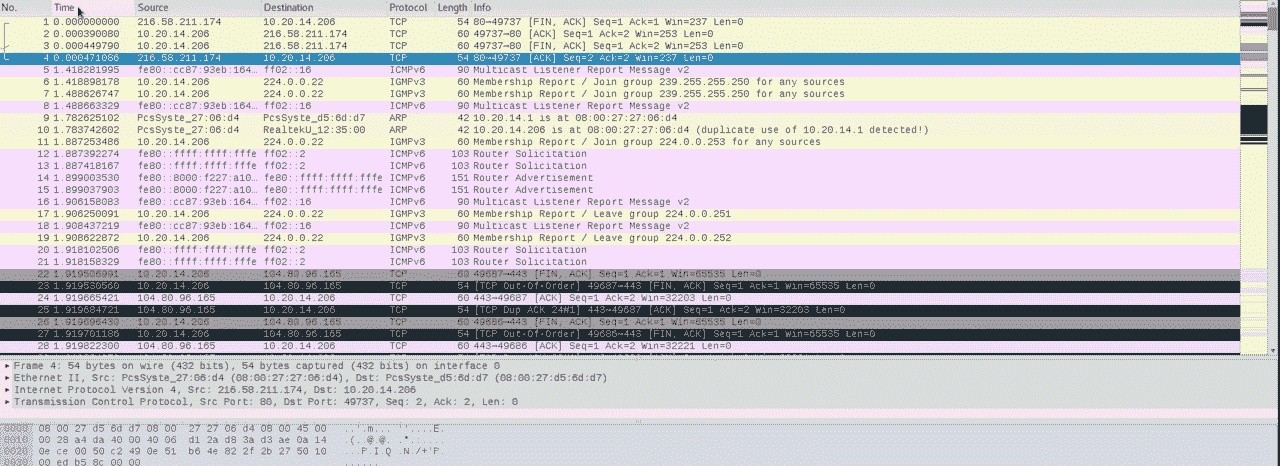 No. Time Source Destination Protocol Length Info
1 0.000000000 216.58.211.174 10.20.14.206 TCP 54 80→49737 [FIN, ACK] Seq=1 Ack=1 Win=237 Len=0
2 0.000390080 10.20.14.206 216.58.211.174 TCP 60 49737→80 [ACK] Seq=1 Ack=2 Win=253 Len=0
3 0.000449790 10.20.14.206 216.58.211.174 TCP 60 49737→80 [FIN, ACK] Seq=1 Ack=2 Win=253 Len=0
4 0.000471086 216.58.211.174 10.20.14.206 TCP 54 80→49737 [ACK] Seq=2 Ack=2 Win=237 Len=0
5 1.418281995 fe80::cc87:93eb:164… ff02::16 ICMPv6 90 Multicast Listener Report Message v2
6 1.418898178 10.20.14.206 224.0.0.22 IGMPv3 60 Membership Report / Join group 239.255.255.250 for any sources
7 1.488626747 10.20.14.206 224.0.0.22 IGMPv3 60 Membership Report / Join group 239.255.255.250 for any sources
8 1.488663329 fe80::cc87:93eb:164… ff02::16 ICMPv6 90 Multicast Listener Report Message v2
9 1.782625102 PcsSyste_27:06:d4 PcsSyste_d5:6d:d7 ARP 42 10.20.14.1 is at 08:00:27:27:06:d4
10 1.783742602 PcsSyste_27:06:d4 RealtekU_12:35:00 ARP 42 10.20.14.206 is at 08:00:27:27:06:d4 (duplicate use of 10.20.14.1 detected!)
11 1.887253486 10.20.14.206 224.0.0.22 IGMPv3 60 Membership Report / Join group 224.0.0.253 for any sources
12 1.887392274 fe80::ffff:ffff:fffe ff02::2 ICMPv6 103 Router Solicitation
13 1.887418167 fe80::ffff:ffff:fffe ff02::2 ICMPv6 103 Router Solicitation
14 1.899003530 fe80::8000:f227:a10… fe80::ffff:ffff:fffe ICMPv6 151 Router Advertisement
15 1.899037903 fe80::8000:f227:a10… fe80::ffff:ffff:fffe ICMPv6 151 Router Advertisement
16 1.906158083 fe80::cc87:93eb:164… ff02::16 ICMPv6 90 Multicast Listener Report Message v2
17 1.906250091 10.20.14.206 224.0.0.22 IGMPv3 60 Membership Report / Leave group 224.0.0.251
18 1.908437219 fe80::cc87:93eb:164… ff02::16 ICMPv6 90 Multicast Listener Report Message v2
19 1.908622872 10.20.14.206 224.0.0.22 IGMPv3 60 Membership Report / Leave group 224.0.0.252
20 1.918102506 fe80::ffff:ffff:fffe ff02::2 ICMPv6 103 Router Solicitation
21 1.918158329 fe80::ffff:ffff:fffe ff02::2 ICMPv6 103 Router Solicitation
22 10.20.14.206 104.80.96.165 TCP 60 49687→443 [FIN, ACK] Seq=1 Ack=1 Win=65535 Len=0
23 1.919530560 10.20.14.206 104.80.96.165 TCP 54 [TCP Out-Of-Order] 49687→443 [FIN, ACK] Seq=1 Ack=1 Win=65535 Len=0
24 1.919665421 104.80.96.165 10.20.14.206 TCP 60 443→49687 [ACK] Seq=1 Ack=2 Win=32203 Len=0
25 1.919684721 104.80.96.165 10.20.14.206 TCP 54 [TCP Dup ACK 24#1] 443→49687 [ACK] Seq=1 Ack=2 Win=32203 Len=0
26 10.20.14.206 104.80.96.165 TCP 60 49686→443 [FIN, ACK] Seq=1 Ack=1 Win=65535 Len=0
27 1.919701186 10.20.14.206 104.80.96.165 TCP 54 [TCP Out-Of-Order] 49686→443 [FIN, ACK] Seq=1 Ack=1 Win=65535 Len=0
28 1.919822300 104.80.96.165 10.20.14.206 TCP 60 443→49686 [ACK] Seq=1 Ack=2 Win=32221 Len=0
Frame 4: 54 bytes on wire (432 bits), 54 bytes captured (432 bits) on interface 0
Ethernet II, Src: PcsSyste_27:06:d4 (08:00:27:27:06:d4), Dst: PcsSyste_d5:6d:d7 (08:00:27:d5:6d:d7)
Internet Protocol Version 4, Src: 216.58.211.174, Dst: 10.20.14.206
Transmission Control Protocol, Src Port: 80, Dst Port: 49737, Seq: 2, Ack: 2, Len: 0
0000 08 00 27 d5 6d d7 08 00 27 27 06 d4 08 00 45 00 ..'.m... ''....E.
0010 00 28 a4 da 40 00 40 06 d1 2a d8 3a d3 ae 0a 14 .(..@.@. .*.:....
0020 0e ce 00 50 c2 49 0e 51 b6 4e 82 2f 2b 27 50 10 ...P.I.Q .N./+'P.
0030 00 ed b5 8c 00 00 ......